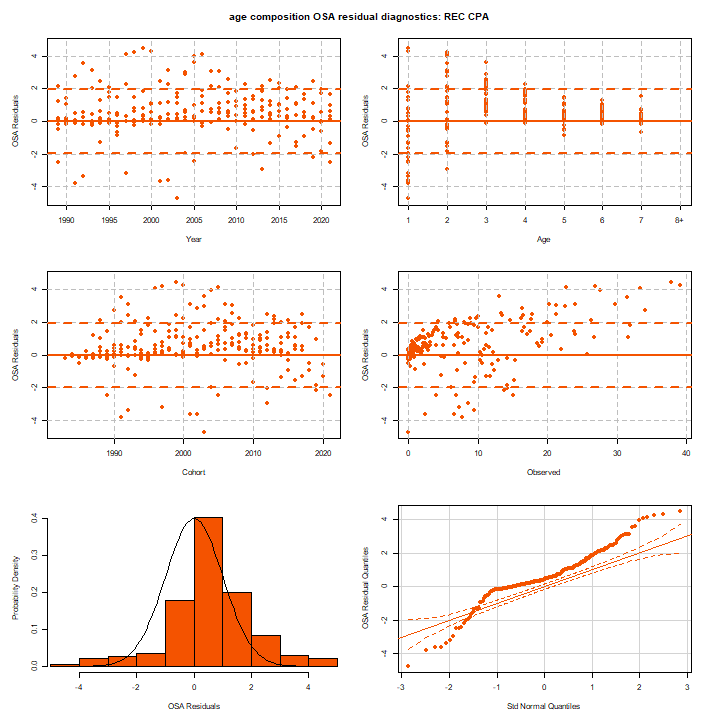 age composition OSA residual diagnostics: REC CPA
OSA Residuals
4
2
0
-2
-4
1990 1995 2000 2005 2010 2015 2020
Year
OSA Residuals
4
2
0
-2
-4
1 2 3 4 5 6 7 8+
Age
OSA Residuals
4
2
0
-2
-4
1990 2000 2010 2020
Cohort
OSA Residuals
4
2
0
-2
-4
0 10 20 30 40
Observed
Probability Density
0.4
0.3
0.2
0.1
0.0
-4 -2 0 2 4
OSA Residuals
OSA Residual Quantiles
4
2
0
-2
-4
-3 -2 -1 0 1 2 3
Std Normal Quantiles